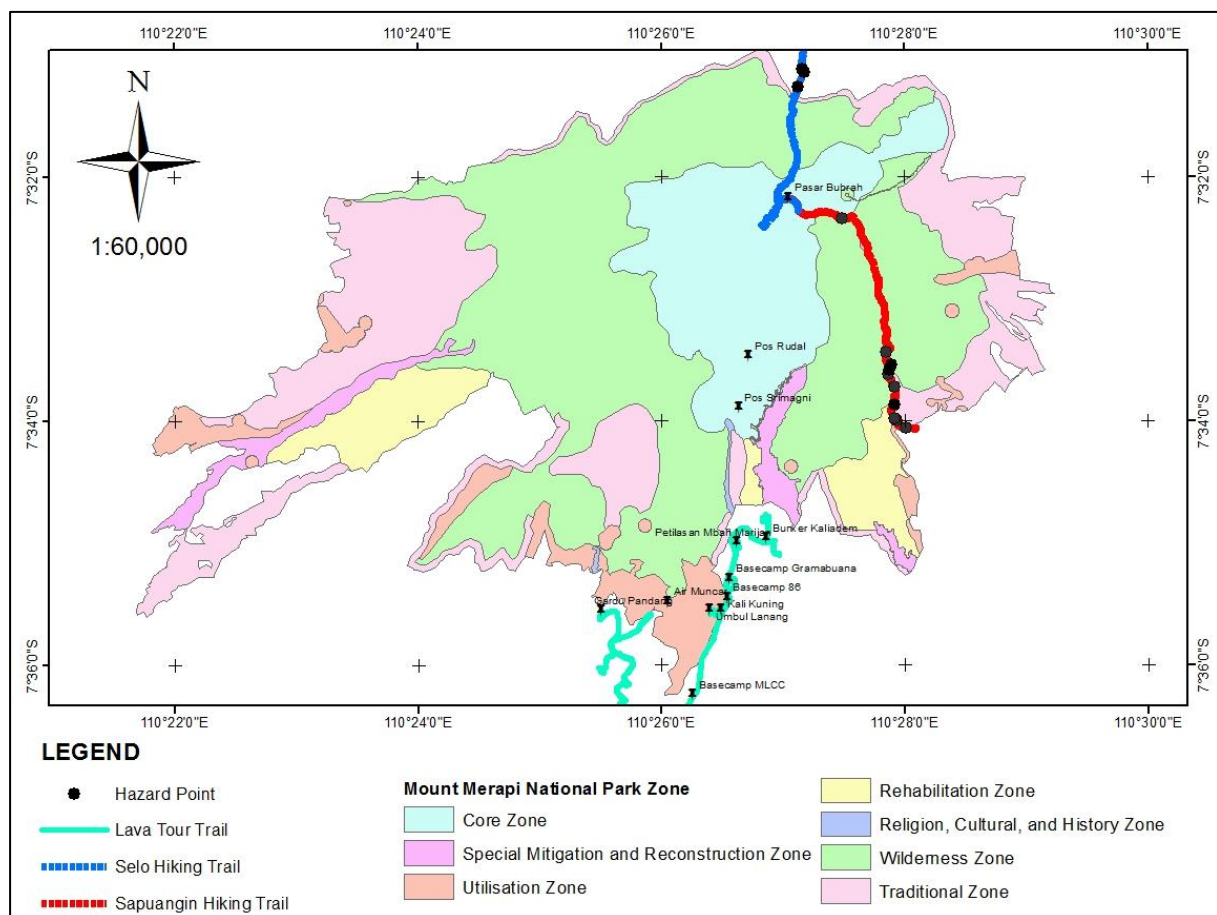 110°22'0"E 110°24'0"E 110°26'0"E 110°28'0"E 110°30'0"E
N
1:60,000
7°32'0"S 7°32'0"S
7°34'0"S 7°34'0"S
7°36'0"S 7°36'0"S
Pasar Bubrah
Pos Rudal
Pos Srimagni
Petilasan Mbah Marijan
Bunker Kaliadem
Basecamp Gramabuana
Air Muncar
Basecamp 86
Gardu Pandang
Kali Kuning
Umbul Lanang
Basecamp MLCC
110°22'0"E 110°24'0"E 110°26'0"E 110°28'0"E 110°30'0"E
LEGEND
Hazard Point
Lava Tour Trail
Selo Hiking Trail
Sapuangin Hiking Trail
Mount Merapi National Park Zone
Core Zone
Special Mitigation and Reconstruction Zone
Utilisation Zone
Rehabilitation Zone
Religion, Cultural, and History Zone
Wilderness Zone
Traditional Zone